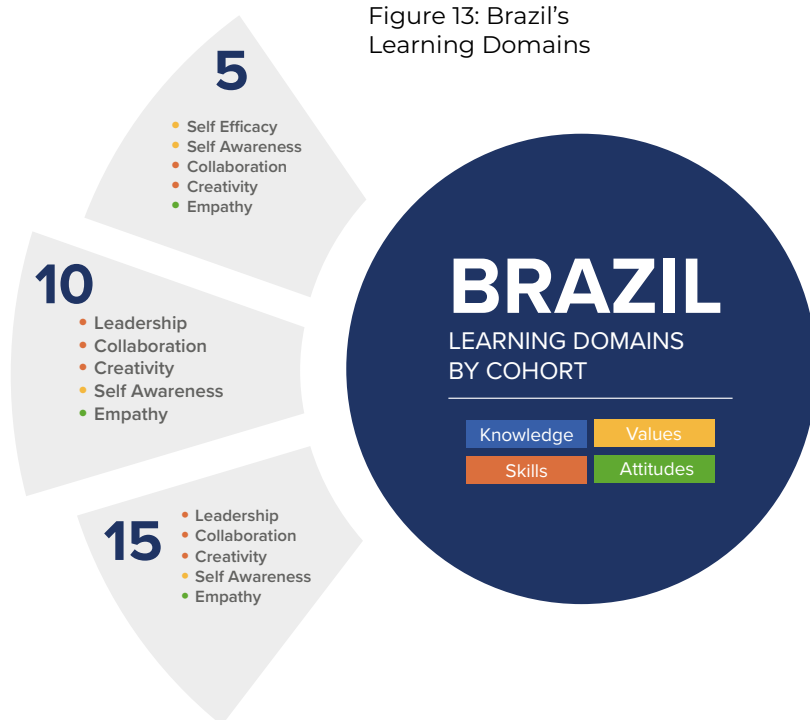 Figure 13: Brazil’s
Learning Domains
5
• Self Efficacy
• Self Awareness
• Collaboration
• Creativity
• Empathy
10
• Leadership
• Collaboration
• Creativity
• Self Awareness
• Empathy
15
• Leadership
• Collaboration
• Creativity
• Self Awareness
• Empathy
BRAZIL
LEARNING DOMAINS
BY COHORT
Knowledge Values
Skills Attitudes